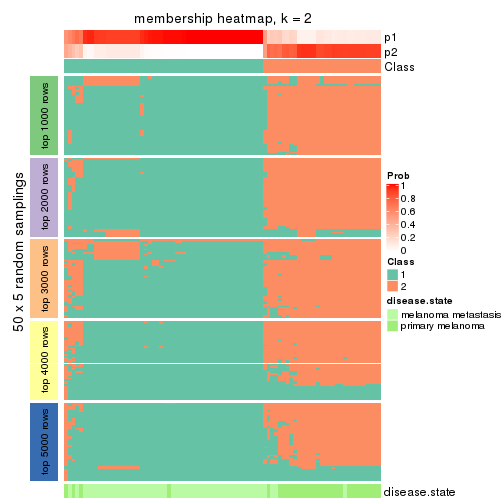 membership heatmap, k = 2
p1
p2
Class
50 x 5 random samplings
top 1000 rows
top 2000 rows
top 3000 rows
top 4000 rows
top 5000 rows
Prob
1
0.8
0.6
0.4
0.2
0
Class
1
2
disease.state
melanoma metastasis
primary melanoma
disease.state